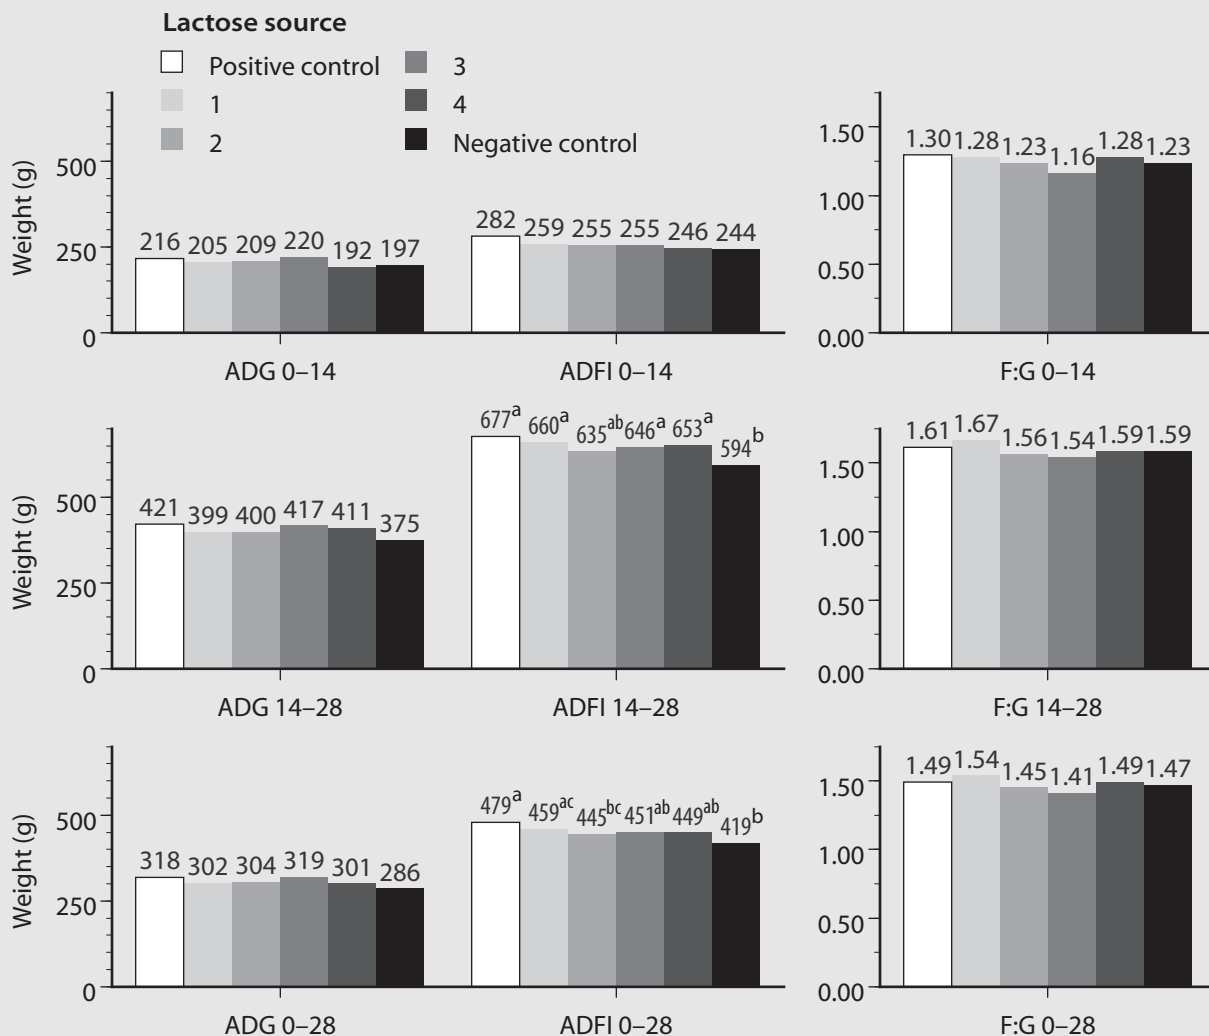 Lactose source
Positive control
1
2
3
4
Negative control
Weight (g)
500
250
0
216 205 209 220 192 197
282 259 255 255 246 244
ADG 0–14
ADFI 0–14
1.50
1.00
0.50
0.00
1.30 1.28 1.23 1.16 1.28 1.23
F:G 0–14
Weight (g)
500
250
0
421 399 400 417 411 375
677a 660a 635ab 646a 653a 594b
ADG 14–28
ADFI 14–28
1.50
1.00
0.50
0.00
1.61 1.67 1.56 1.54 1.59 1.59
F:G 14–28
Weight (g)
500
250
0
318 302 304 319 301 286
479a 459ac 445bc 451ab 449ab 419b
ADG 0–28
ADFI 0–28
1.50
1.00
0.50
0.00
1.49 1.54 1.45 1.41 1.49 1.47
F:G 0–28